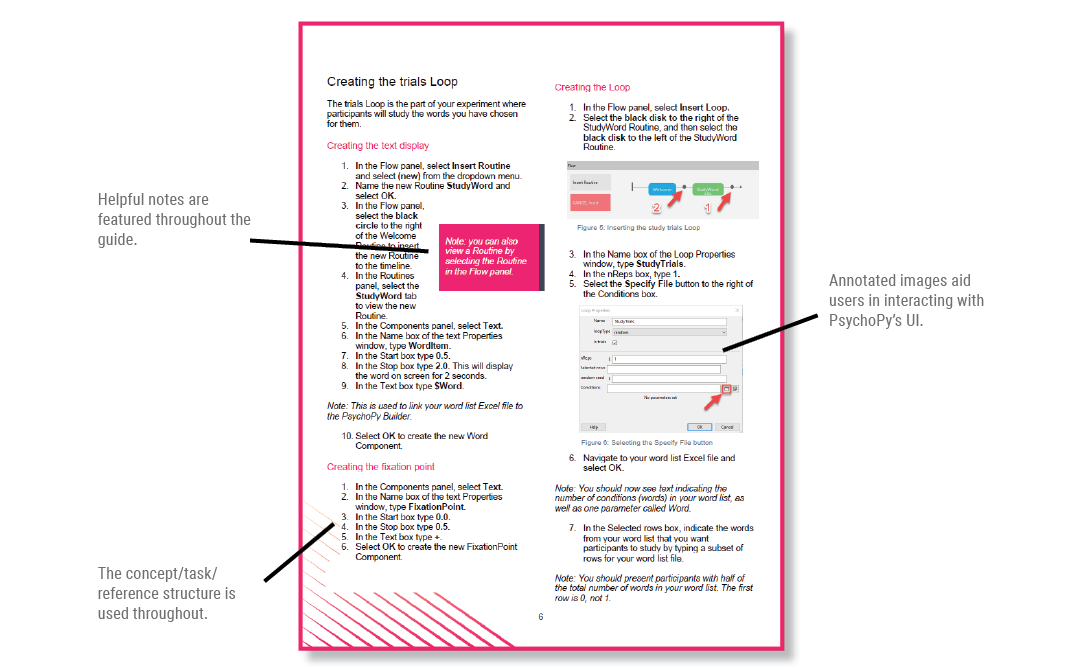 Helpful notes are
featured throughout the
guide.
The concept/task/
reference structure is
used throughout.
Creating the trials Loop
The trials Loop is the part of your experiment where
participants will study the words you have chosen
for them.
Creating the text display
1. In the Flow panel, select Insert Routine
and select (new) from the dropdown menu.
2. Name the new Routine StudyWord and
select OK.
3. In the Flow panel,
select the black
circle to the right
of the Welcome
Routine to insert
the new Routine
to the timeline.
4. In the Routines
panel, select the
StudyWord tab
to view the new
Routine.
Note: you can also
view a Routine by
selecting the Routine
in the Flow panel.
5. In the Components panel, select Text.
6. In the Name box of the text Properties
window, type WordItem.
7. In the Start box type 0.5.
8. In the Stop box type 2.0. This will display
the word on screen for 2 seconds.
9. In the Text box type $Word.
Note: This is used to link your word list Excel file to
the PsychoPy Builder.
10. Select OK to create the new Word
Component.
Creating the fixation point
1. In the Components panel, select Text.
2. In the Name box of the text Properties
window, type FixationPoint.
3. In the Start box type 0.0.
4. In the Stop box type 0.5.
5. In the Text box type +.
6. Select OK to create the new FixationPoint
Component.
Creating the Loop
1. In the Flow panel, select Insert Loop.
2. Select the black disk to the right of the
StudyWord Routine, and then select the
black disk to the left of the StudyWord
Routine.
Flow
Insert Routine
CANCEL Insert
Welcome
StudyWord
2
1
Figure 5: Inserting the study trials Loop
3. In the Name box of the Loop Properties
window, type StudyTrials.
4. In the nReps box, type 1.
5. Select the Specify File button to the right of
the Conditions box.
Loop Properties
Name StudyTrials
loopType random
Is trials
nReps $ 1
Selected rows
random seed $
Conditions
No parameters set
Help OK Cancel
Figure 6: Selecting the Specify File button
6. Navigate to your word list Excel file and
select OK.
Note: You should now see text indicating the
number of conditions (words) in your word list, as
well as one parameter called Word.
7. In the Selected rows box, indicate the words
from your word list that you want
participants to study by typing a subset of
rows for your word list file.
Note: You should present participants with half of
the total number of words in your word list. The first
row is 0, not 1.
6
Annotated images aid
users in interacting with
PsychoPy's UI.